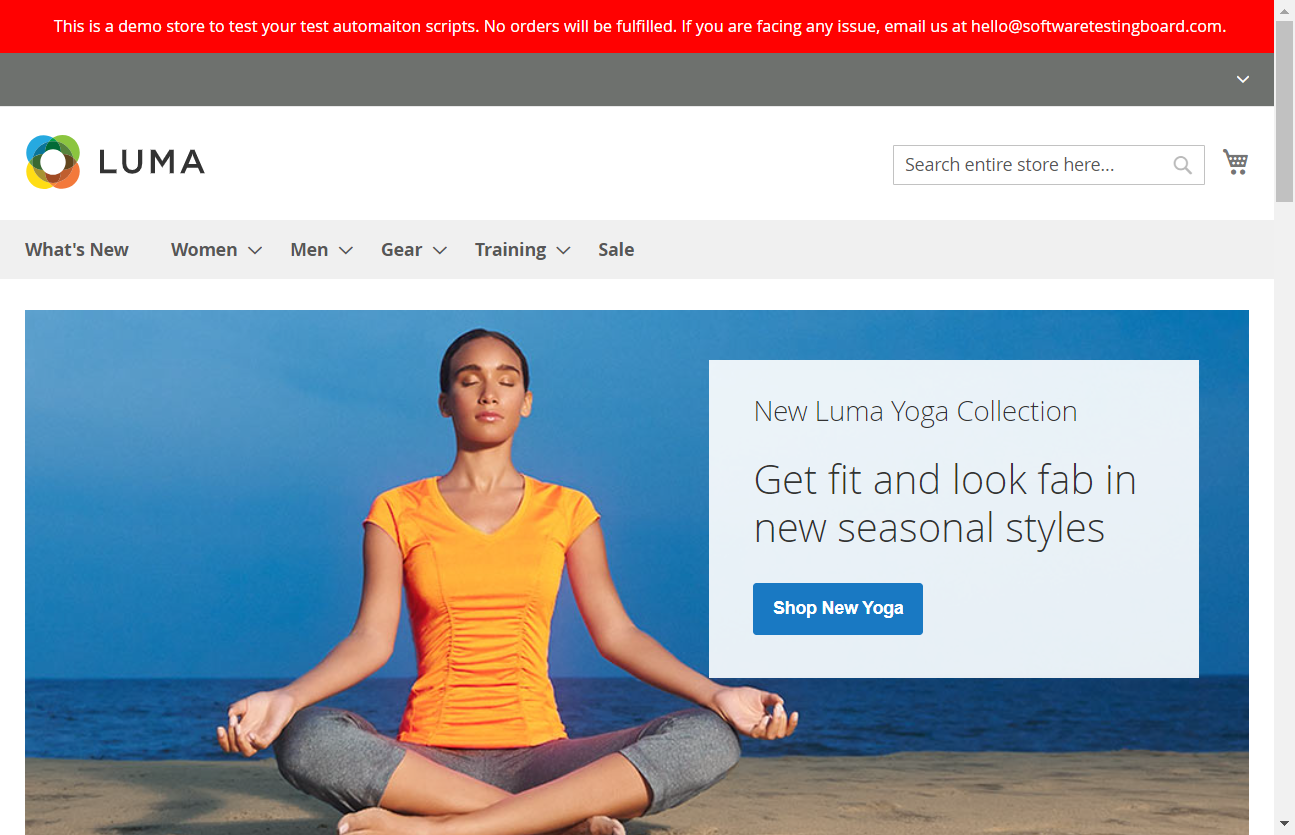 This is a demo store to test your test automaiton scripts. No orders will be fulfilled. If you are facing any issue, email us at hello@softwaretestingboard.com.
LUMA
Search entire store here...
What's New Women Men Gear Training Sale
New Luma Yoga Collection
Get fit and look fab in
new seasonal styles
Shop New Yoga